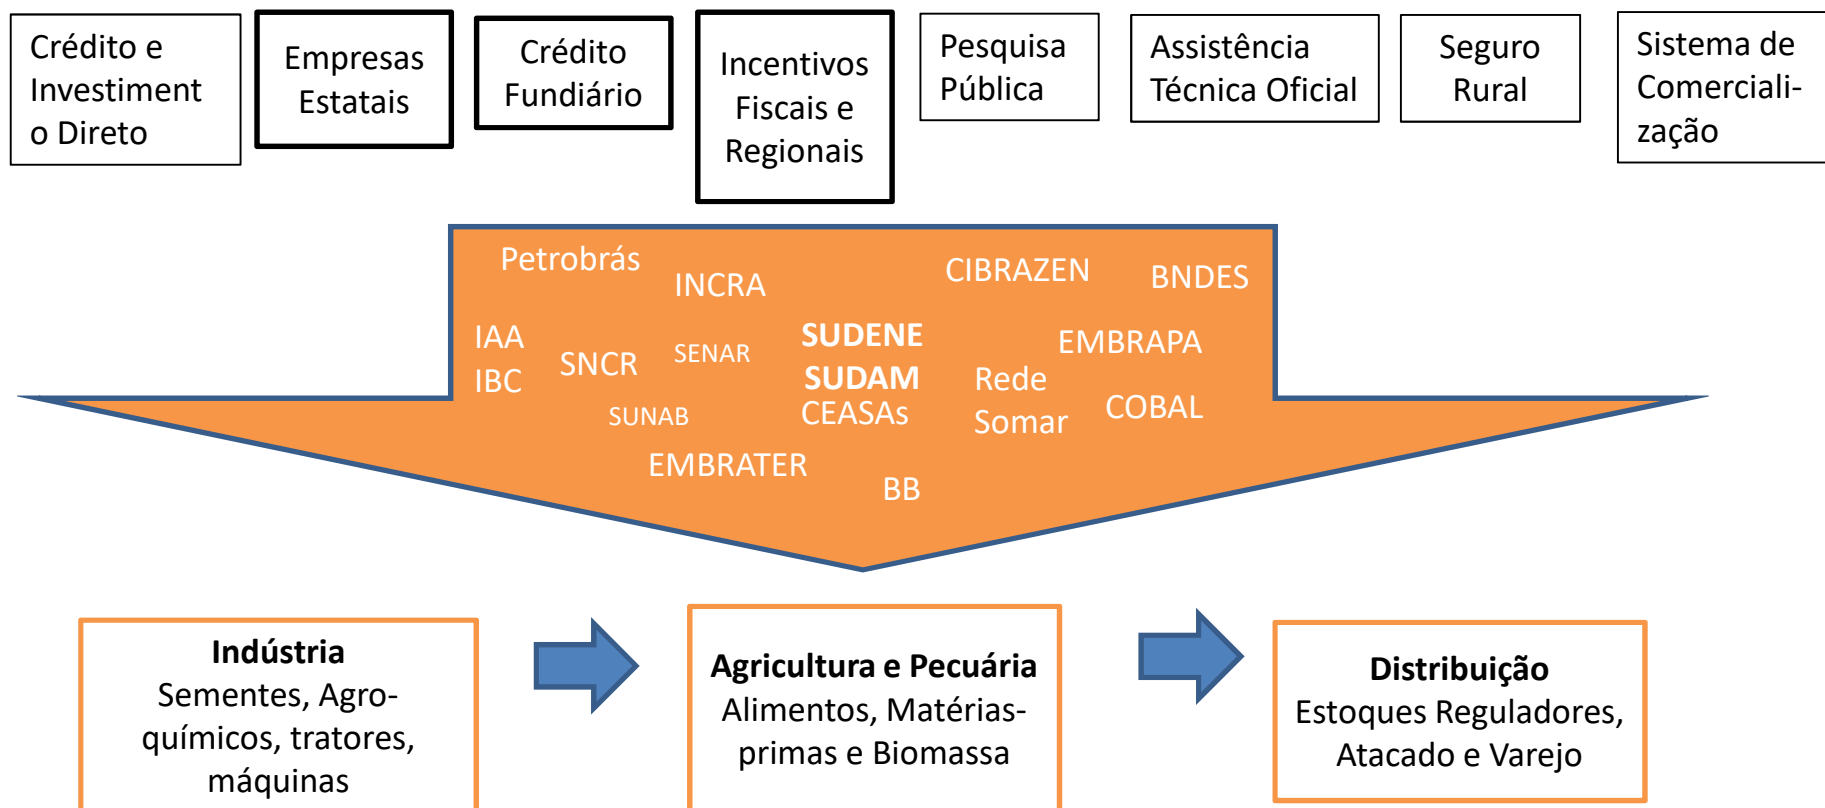 Crédito e
Investiment
o Direto
Empresas
Estatais
Crédito
Fundiário
Incentivos
Fiscais e
Regionais
Pesquisa
Pública
Assistência
Técnica Oficial
Seguro
Rural
Sistema de
Comerciali-
zação
Petrobrás
INCRA
CIBRAZEN
BNDES
IAA
IBC
SNCR
SENAR
SUDENE
SUDAM
CEASAs
EMBRAPA
Rede
Somar
COBAL
SUNAB
EMBRATER
BB
Indústria
Sementes, Agro-
químicos, tratores,
máquinas
Agricultura e Pecuária
Alimentos, Matérias-
primas e Biomassa
Distribuição
Estoques Reguladores,
Atacado e Varejo